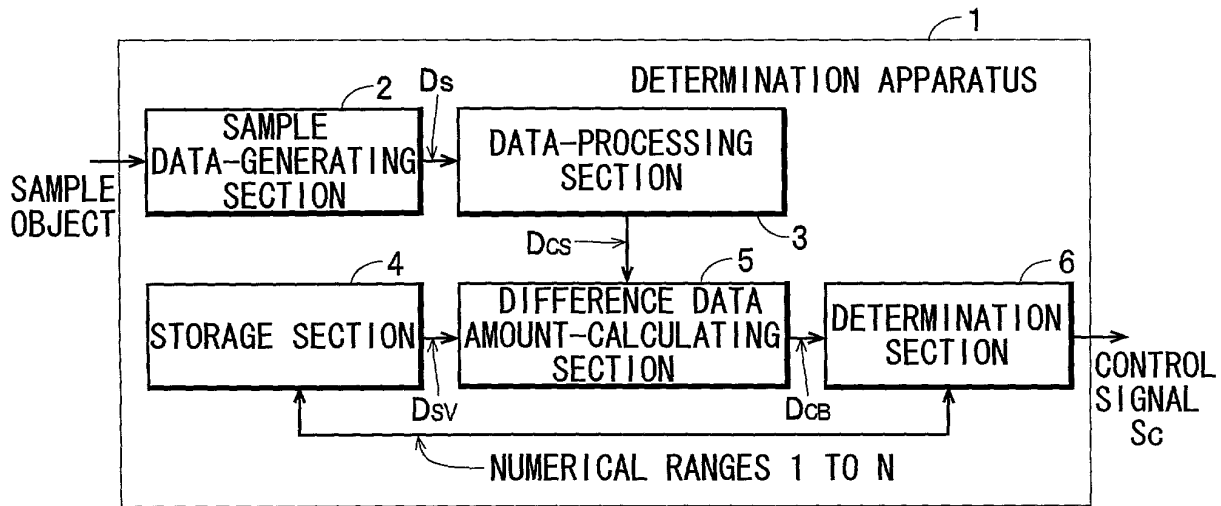 1
DETERMINATION APPARATUS
2
Ds
SAMPLE
DATA-GENERATING
SECTION
DATA-PROCESSING
SECTION
SAMPLE
OBJECT
3
Dcs
4
5
6
STORAGE SECTION
DIFFERENCE DATA
AMOUNT-CALCULATING
SECTION
DETERMINATION
SECTION
Dsv
DCB
CONTROL
SIGNAL
Sc
NUMERICAL RANGES 1 TO N